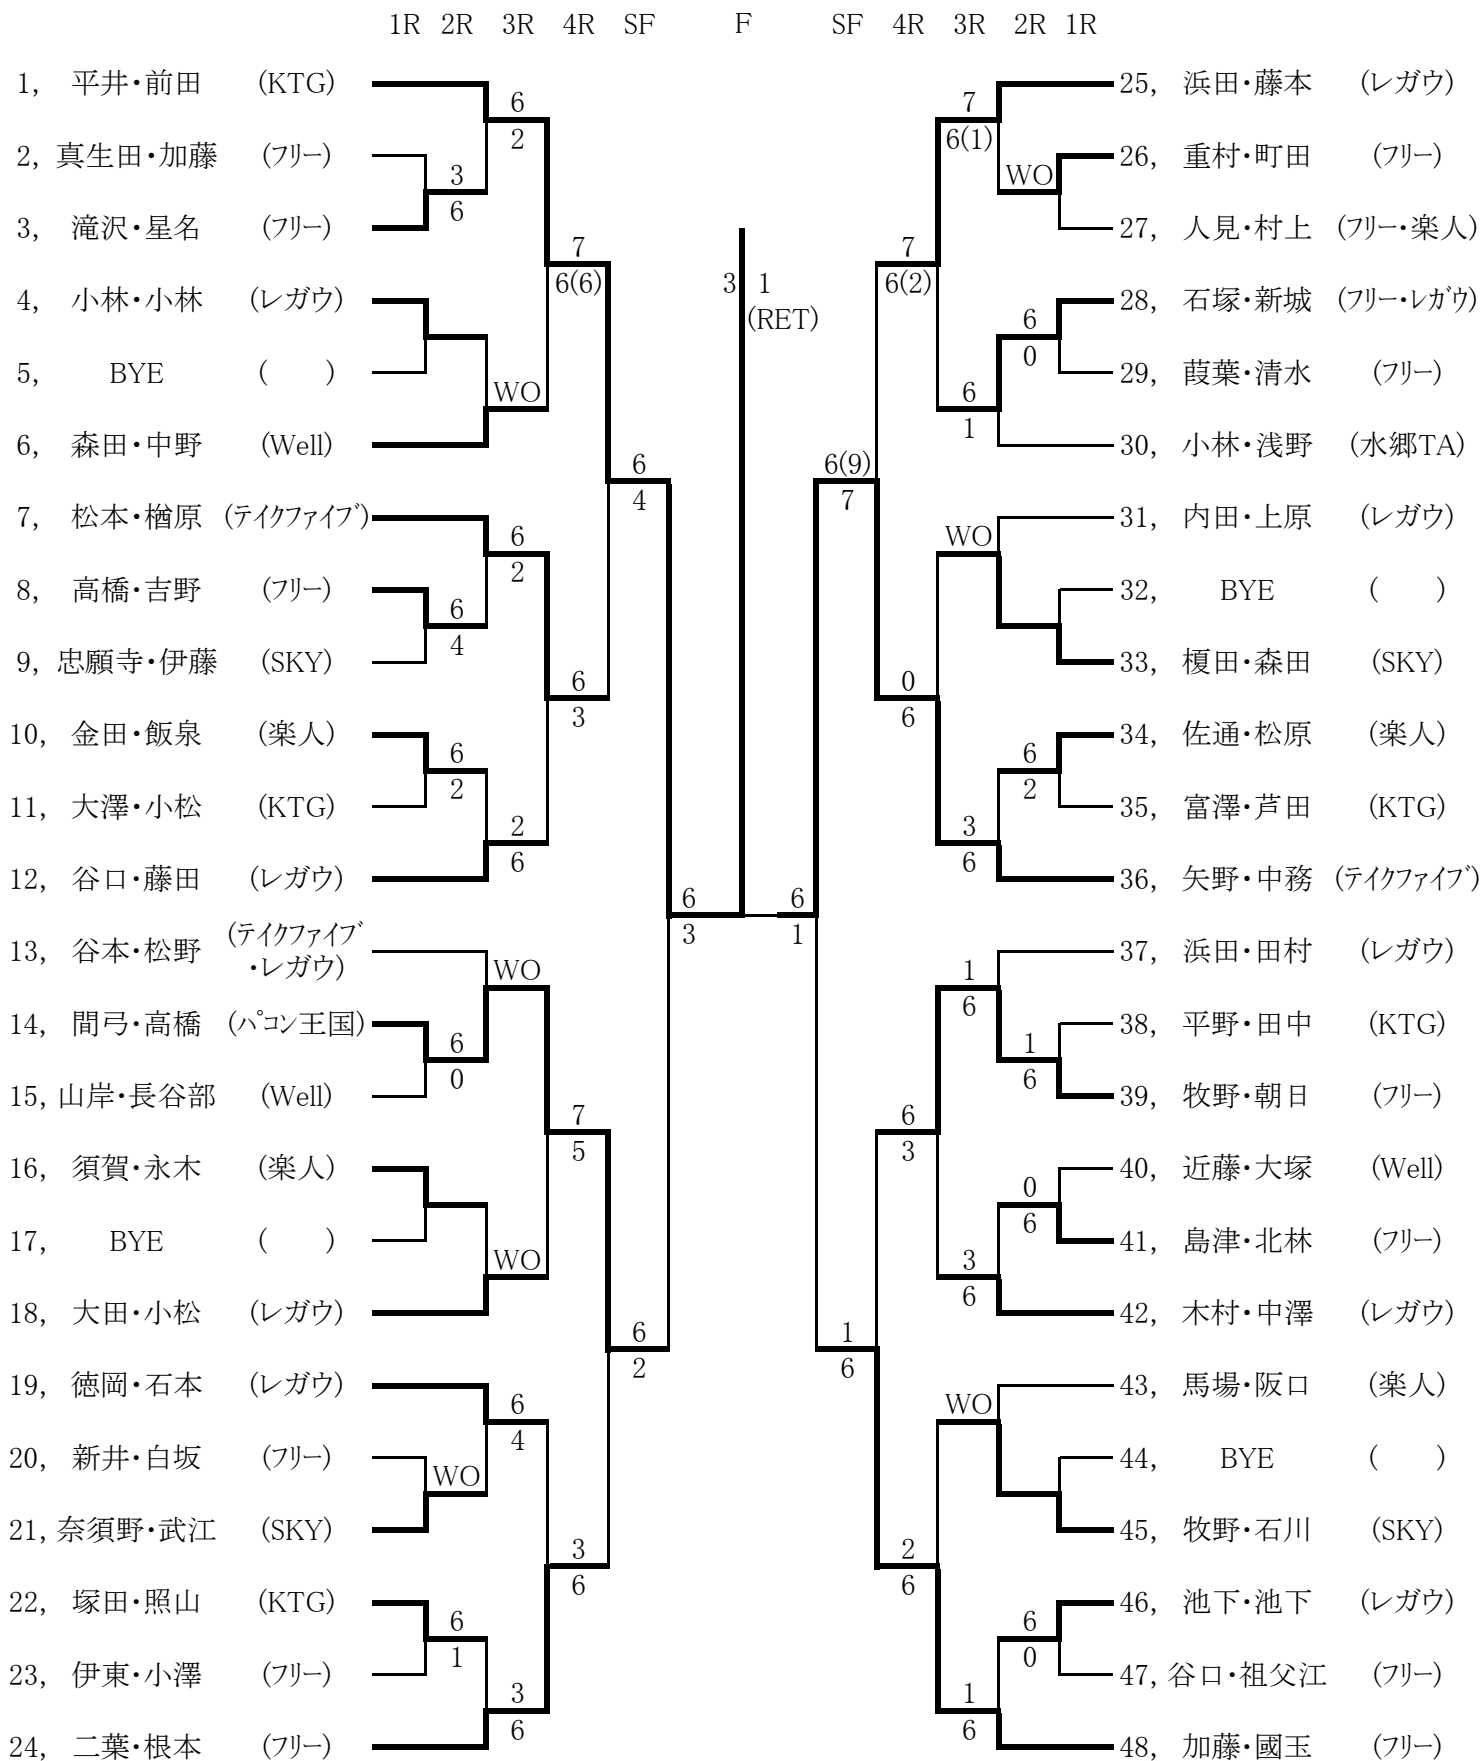 1R 2R 3R 4R SF F SF 4R 3R 2R 1R
1, 平井・前田 (KTG)
6
2
2, 真生田・加藤 (フリー)
3
6
3, 滝沢・星名 (フリー)
7
6(6)
4, 小林・小林 (レガウ)
5, BYE ( )
WO
6, 森田・中野 (Well)
6
4
7, 松本・楢原 (テイクファイブ)
6
2
8, 高橋・吉野 (フリー)
6
4
9, 忠願寺・伊藤 (SKY)
6
3
10, 金田・飯泉 (楽人)
6
2
11, 大澤・小松 (KTG)
2
6
12, 谷口・藤田 (レガウ)
6
3
13, 谷本・松野 (テイクファイブ
・レガウ)
WO
14, 間弓・高橋 (パコン王国)
6
0
15, 山岸・長谷部 (Well)
7
5
16, 須賀・永木 (楽人)
17, BYE ( )
WO
18, 大田・小松 (レガウ)
6
2
19, 徳岡・石本 (レガウ)
6
4
20, 新井・白坂 (フリー)
WO
21, 奈須野・武江 (SKY)
3
6
22, 塚田・照山 (KTG)
6
1
23, 伊東・小澤 (フリー)
3
6
24, 二葉・根本 (フリー)
3 1
(RET)
25, 浜田・藤本 (レガウ)
7
6(1)
26, 重村・町田 (フリー)
WO
27, 人見・村上 (フリー・楽人)
7
6(2)
28, 石塚・新城 (フリー・レガウ)
6
0
29, 葭葉・清水 (フリー)
6
1
30, 小林・浅野 (水郷TA)
6(9)
7
31, 内田・上原 (レガウ)
WO
32, BYE ( )
33, 榎田・森田 (SKY)
0
6
34, 佐通・松原 (楽人)
6
2
35, 富澤・芦田 (KTG)
3
6
36, 矢野・中務 (テイクファイブ)
6
1
37, 浜田・田村 (レガウ)
1
6
38, 平野・田中 (KTG)
1
6
39, 牧野・朝日 (フリー)
6
3
40, 近藤・大塚 (Well)
0
6
41, 島津・北林 (フリー)
3
6
42, 木村・中澤 (レガウ)
1
6
43, 馬場・阪口 (楽人)
WO
44, BYE ( )
45, 牧野・石川 (SKY)
2
6
46, 池下・池下 (レガウ)
6
0
47, 谷口・祖父江 (フリー)
1
6
48, 加藤・國玉 (フリー)